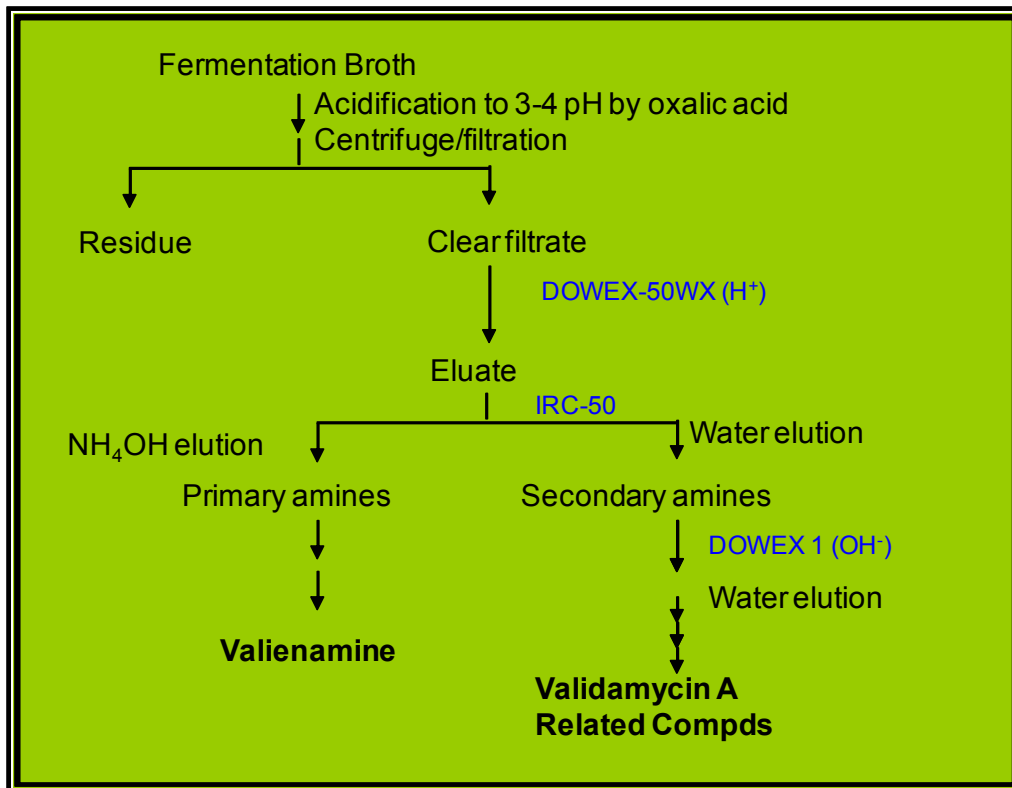 Fermentation Broth
Acidification to 3-4 pH by oxalic acid
Centrifuge/filtration
Residue
Clear filtrate
DOWEX-50WX (H⁺)
Eluate
IRC-50
NH₄OH elution
Water elution
Primary amines
Secondary amines
DOWEX 1 (OH⁻)
Water elution
Valienamine
Validamycin A
Related Compds